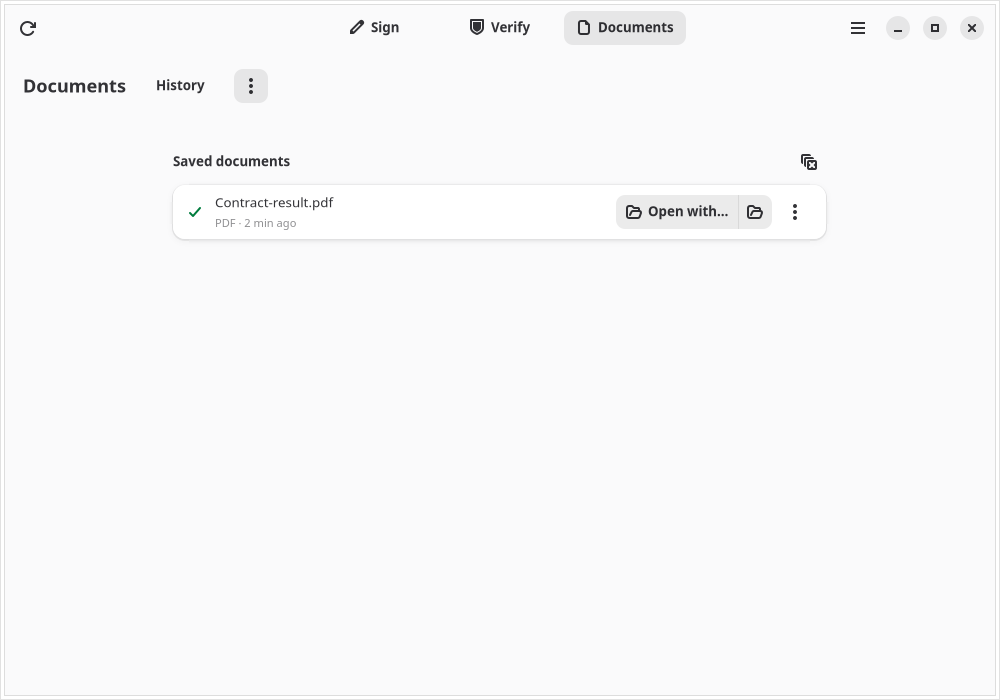 Sign
Verify
Documents
Documents
History
Saved documents
Contract-result.pdf
Open with...
PDF · 2 min ago